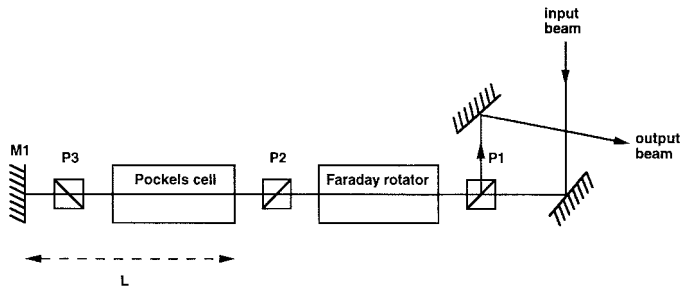 input
beam
output
beam
M1
P3
Pockels cell
P2
Faraday rotator
P1
L